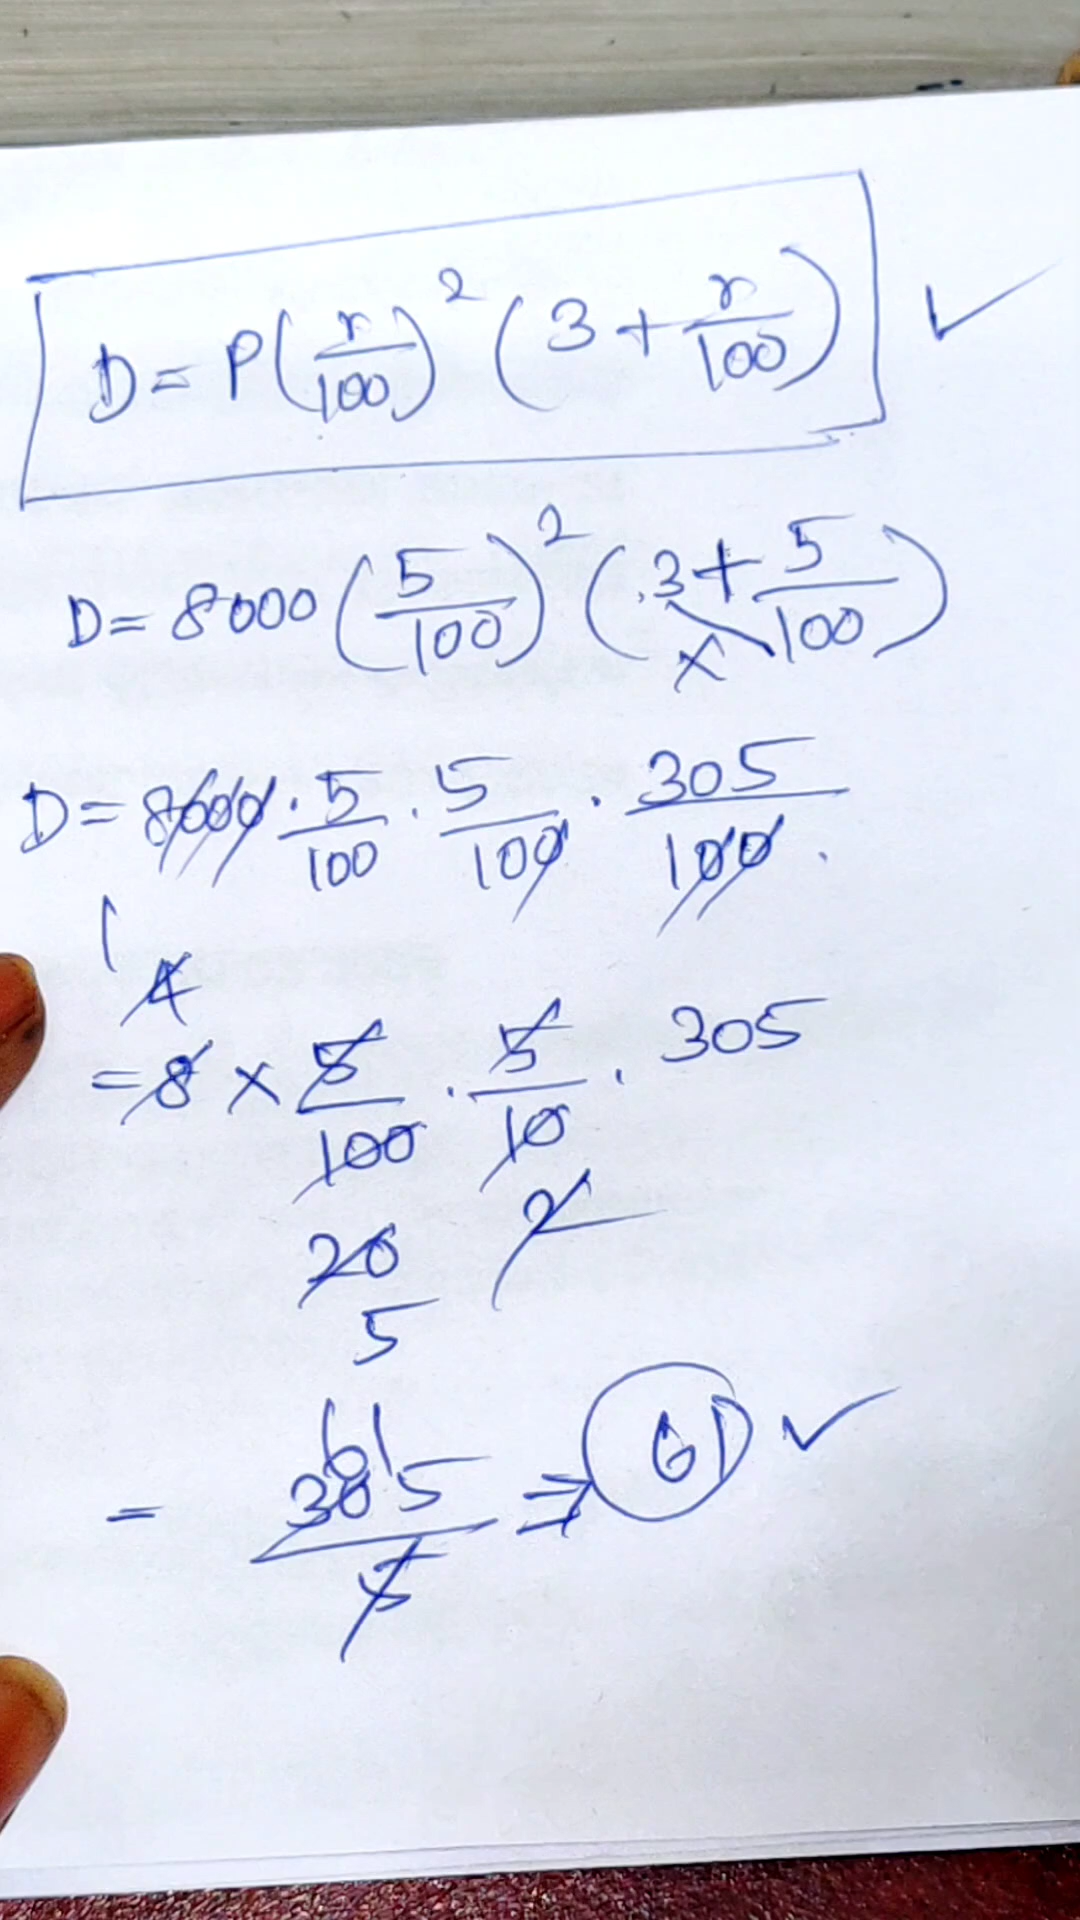 D = P(r/100)² (3 + r/100) ✓
D = 8000 (5/100)² (3 + 5/100)
×
D = 8000 · 5/100 · 5/100 · 305/100
1
4
= 8 × 5/100 · 5/10 · 305
20 2
5
61
= 305/5 ⇒ 61 ✓